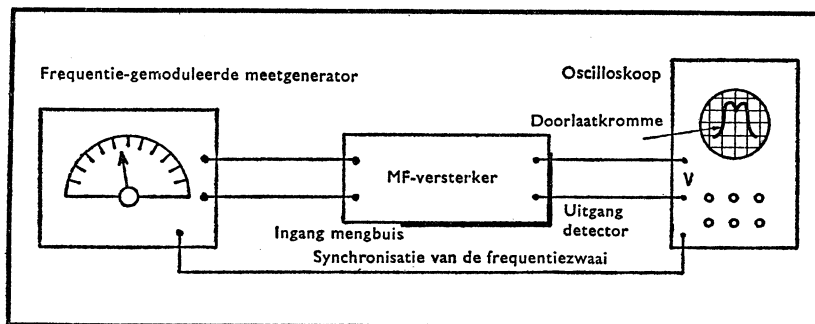 Frequentie-gemoduleerde meetgenerator
Oscilloskoop
Doorlaatkromme
MF-versterker
V
Ingang mengbuis
Uitgang
detector
Synchronisatie van de frequentiezwaai